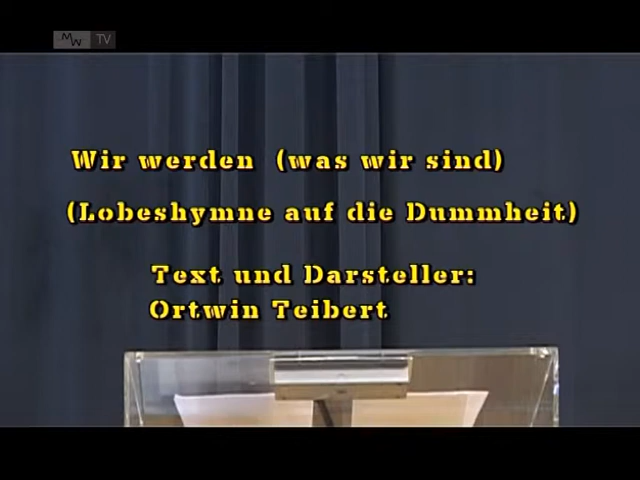 MW TV
Wir werden (was wir sind)
(Lobeshymne auf die Dummheit)
Text und Darsteller:
Ortwin Teibert